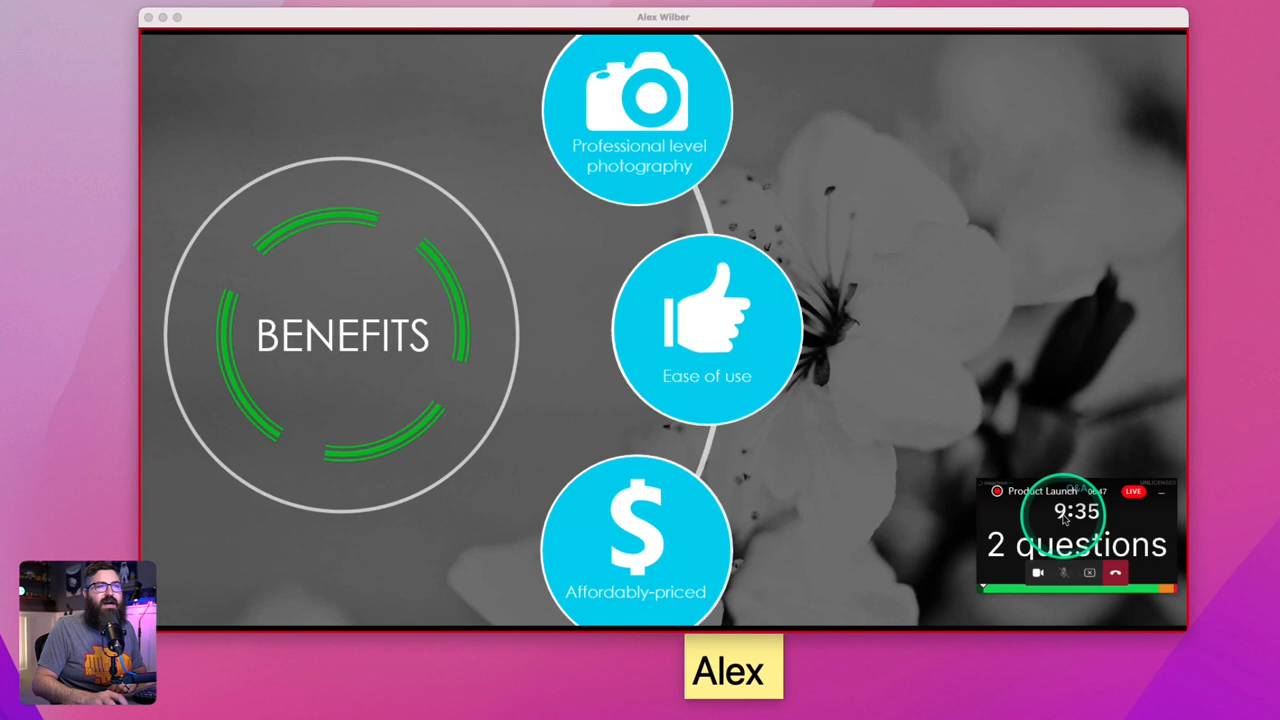 Alex Wilber
Professional level
photography
BENEFITS
Ease of use
$
Affordably-priced
UNLICENSED
Q&A
Product Launch
LIVE
9:35
2 questions
Alex